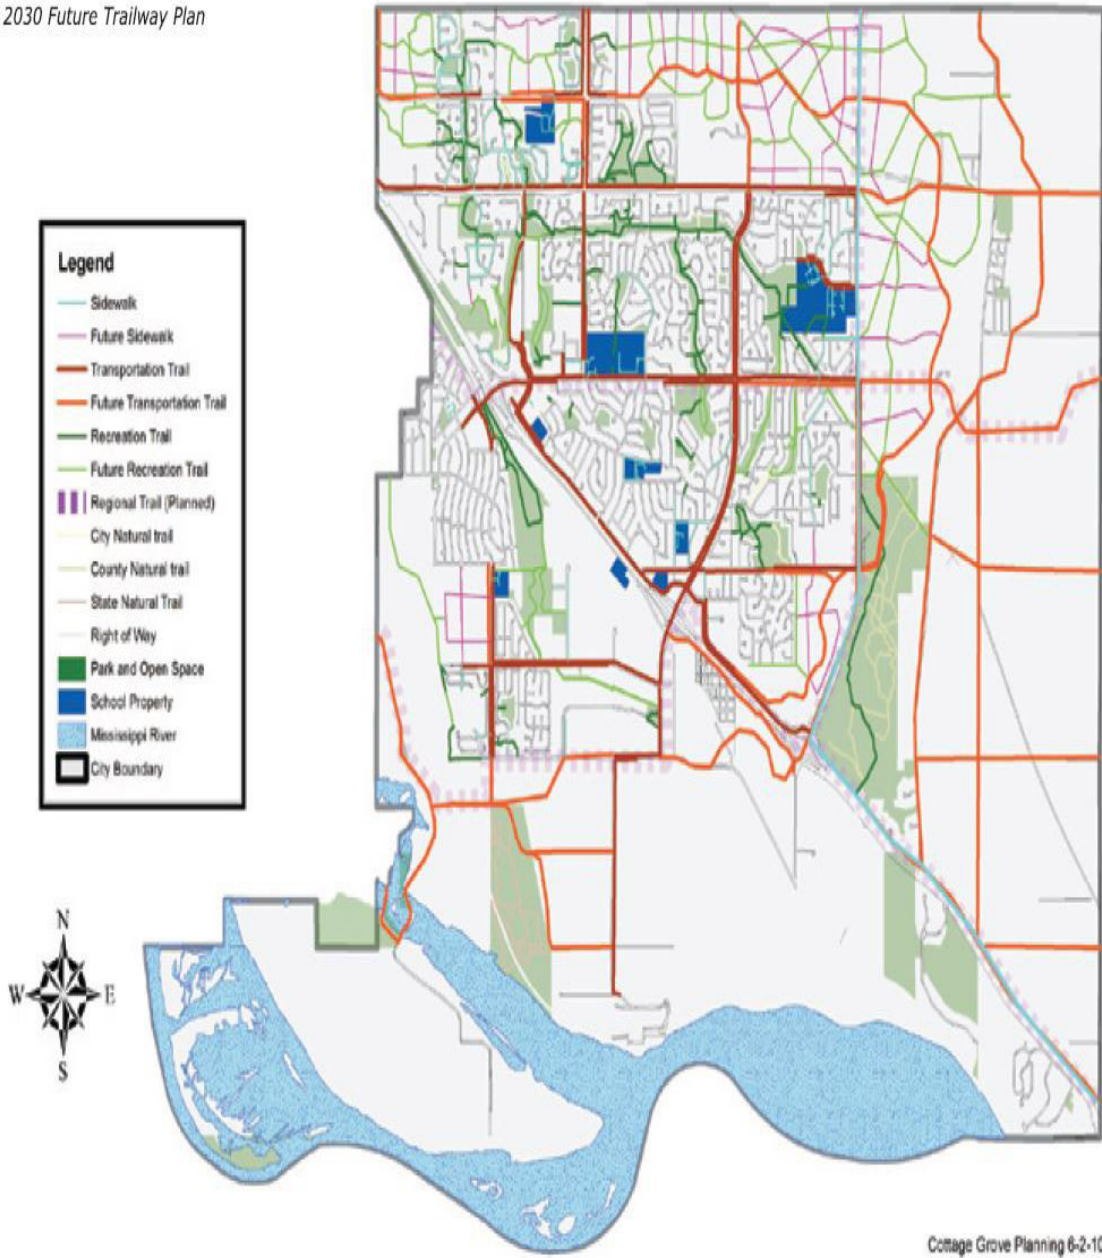 2030 Future Trailway Plan
Legend
Sidewalk
Future Sidewalk
Transportation Trail
Future Transportation Trail
Recreation Trail
Future Recreation Trail
Regional Trail (Planned)
City Natural trail
County Natural trail
State Natural Trail
Right of Way
Park and Open Space
School Property
Mississippi River
City Boundary
N
W E
S
Cottage Grove Planning 6-2-10